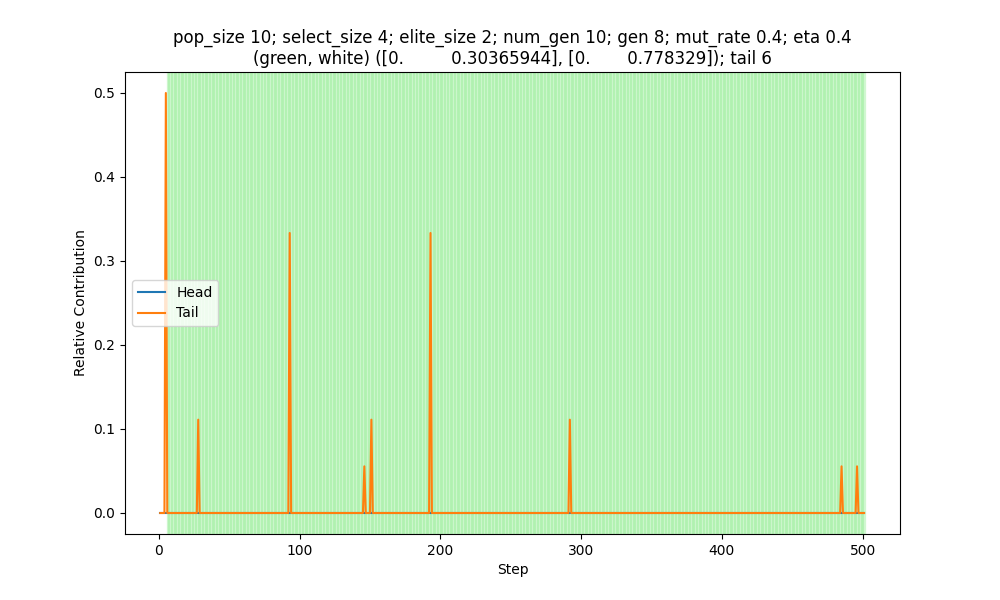 pop_size 10; select_size 4; elite_size 2; num_gen 10; gen 8; mut_rate 0.4; eta 0.4
(green, white) ([0. 0.30365944], [0. 0.778329]); tail 6
0.5
0.4
0.3
0.2
0.1
0.0
Relative Contribution
Head
Tail
0 100 200 300 400 500
Step